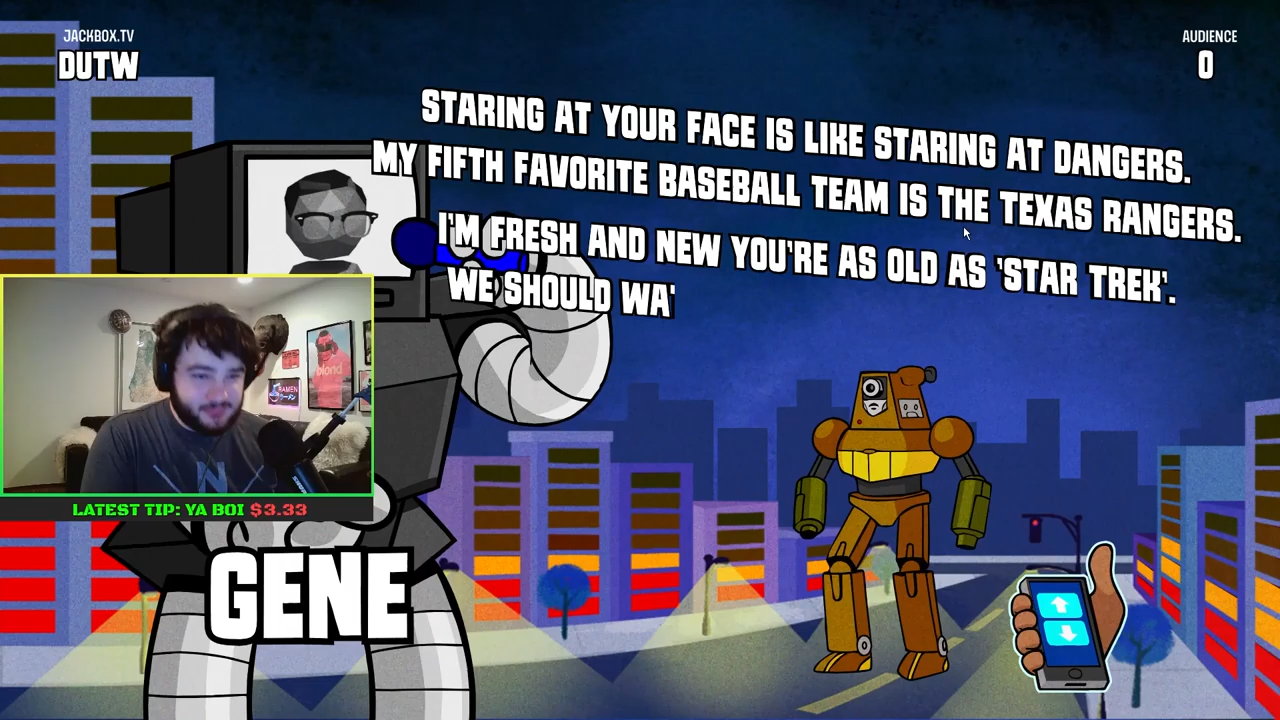 JACKBOX.TV
DUTW
AUDIENCE
0
STARING AT YOUR FACE IS LIKE STARING AT DANGERS.
MY FIFTH FAVORITE BASEBALL TEAM IS THE TEXAS RANGERS.
I'M FRESH AND NEW YOU'RE AS OLD AS 'STAR TREK'.
WE SHOULD WA'
blond
RAMEN
LATEST TIP: YA BOI $3.33
GENE